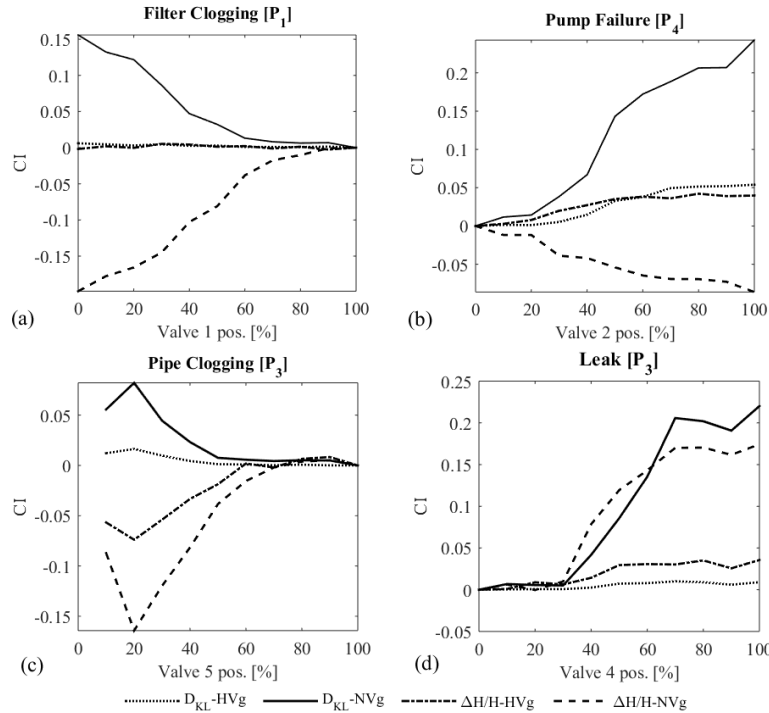 Filter Clogging [P1]
0.15
0.1
0.05
0
-0.05
-0.1
-0.15
CI
0 20 40 60 80 100
Valve 1 pos. [%]
(a)
Pump Failure [P4]
0.2
0.15
0.1
0.05
0
-0.05
CI
0 20 40 60 80 100
Valve 2 pos. [%]
(b)
Pipe Clogging [P3]
0.05
0
-0.05
-0.1
-0.15
CI
0 20 40 60 80 100
Valve 5 pos. [%]
(c)
Leak [P3]
0.25
0.2
0.15
0.1
0.05
0
-0.05
CI
0 20 40 60 80 100
Valve 4 pos. [%]
(d)
DKL-HVg DKL-NVg ΔH/H-HVg ΔH/H-NVg